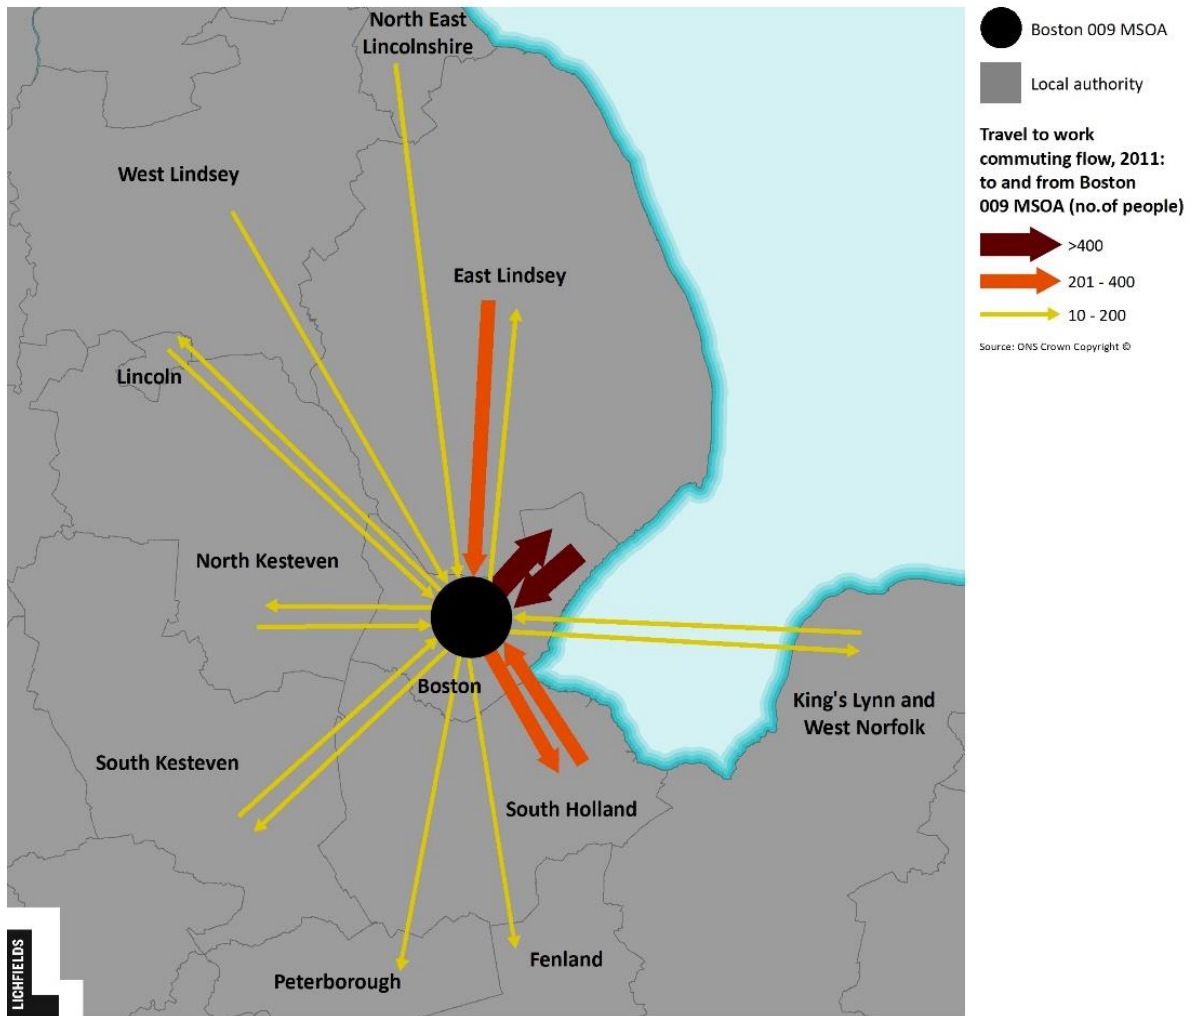 North East
Lincolnshire
West Lindsey
East Lindsey
Lincoln
North Kesteven
Boston
King's Lynn and
West Norfolk
South Kesteven
South Holland
Fenland
Peterborough
LICHFIELDS
Boston 009 MSOA
Local authority
Travel to work
commuting flow, 2011:
to and from Boston
009 MSOA (no.of people)
>400
201 - 400
10 - 200
Source: ONS Crown Copyright ©